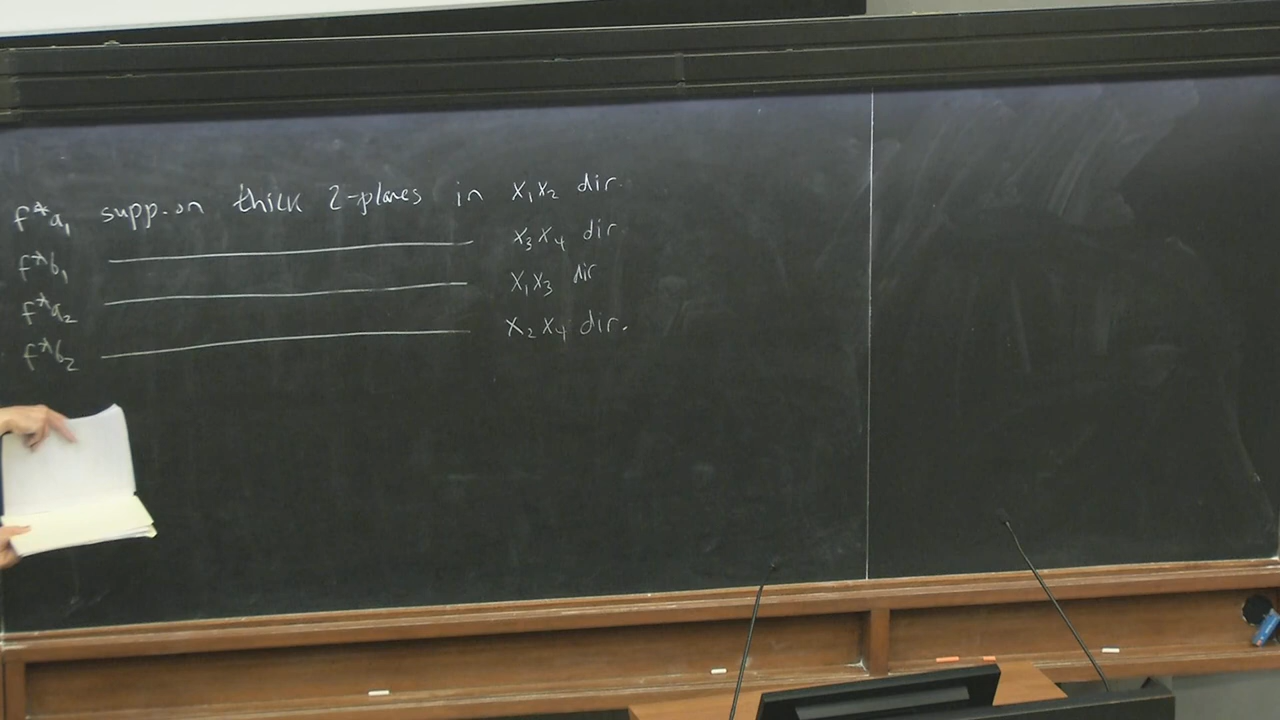 f*a₁ supp. on thick 2-planes in x₁x₂ dir.
f*b₁ ———— x₃x₄ dir.
f*a₂ ———— x₁x₃ dir
f*b₂ ———— x₂x₄ dir.